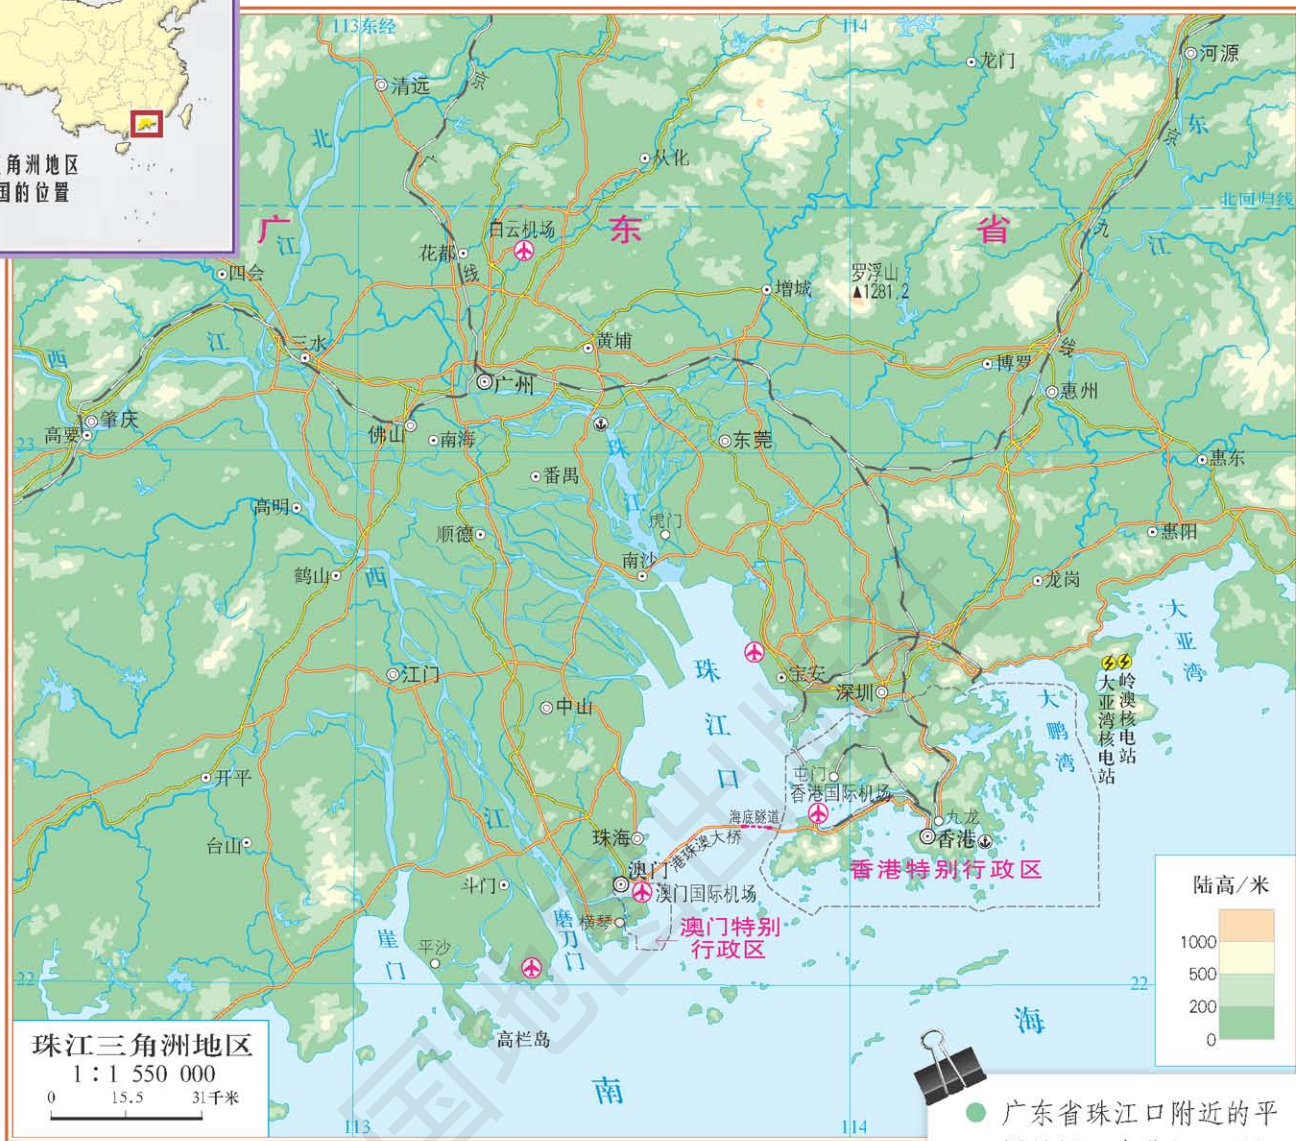 角洲地区
国的位置
113东经
114
清远
京
龙门
河源
北
广
从化
东
京
北回归线
广
东
省
江
白云机场
花都
线
九
江
四会
罗浮山
▲1281.2
增城
西
江
三水
黄埔
线
博罗
广州
惠州
肇庆
高要
佛山
南海
珠
东莞
23
惠东
番禺
高明
江
虎门
顺德
惠阳
鹤山
西
南沙
龙岗
大
亚
湾
江门
珠
江
口
宝安
深圳
大
鹏
湾
大亚湾核电站
岭澳核电站
中山
开平
屯门
香港国际机场
江
海底隧道
九龙
台山
珠海
港珠澳大桥
香港
澳门
香港特别行政区
斗门
澳门国际机场
磨
刀
门
横琴
澳门特别
行政区
崖
门
平沙
22
22
陆高/米
1000
500
200
0
高栏岛
海
南
珠江三角洲地区
1：1 550 000
0 15.5 31千米
113
114
广东省珠江口附近的平
国地图出版社